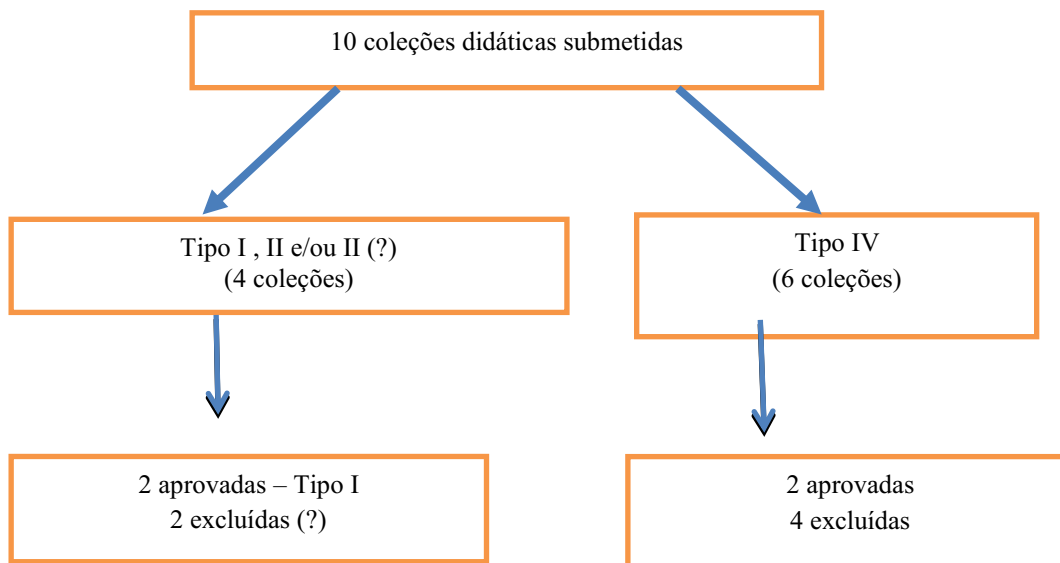 10 coleções didáticas submetidas
Tipo I , II e/ou II (?)
(4 coleções)
Tipo IV
(6 coleções)
2 aprovadas – Tipo I
2 excluídas (?)
2 aprovadas
4 excluídas